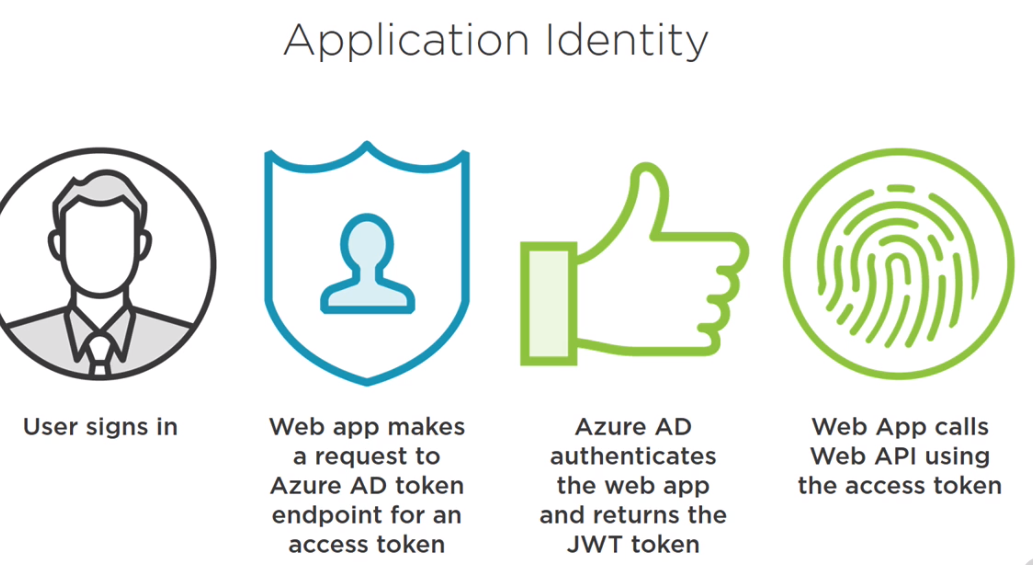 Application Identity
User signs in
Web app makes
a request to
Azure AD token
endpoint for an
access token
Azure AD
authenticates
the web app
and returns the
JWT token
Web App calls
Web API using
the access token